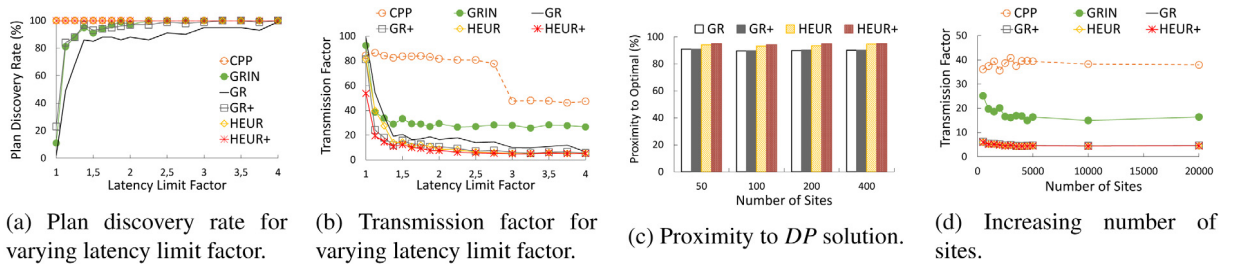 Plan Discovery Rate (%)
100
80
60
40
20
0
1
1,5
2
2,5
3
3,5
4
Latency Limit Factor
CPP
GRIN
GR
GR+
HEUR
HEUR+
(a) Plan discovery rate for
varying latency limit factor.
CPP GRIN GR
GR+ HEUR HEUR+
Transmission Factor
100
80
60
40
20
0
1 1,5 2 2,5 3 3,5 4
Latency Limit Factor
(b) Transmission factor for
varying latency limit factor.
GR GR+ HEUR HEUR+
Proximity to Optimal (%)
100
80
60
40
20
0
50 100 200 400
Number of Sites
(c) Proximity to DP solution.
CPP GRIN GR
GR+ HEUR HEUR+
Transmission Factor
50
40
30
20
10
0
0 5000 10000 15000 20000
Number of Sites
(d) Increasing number of
sites.